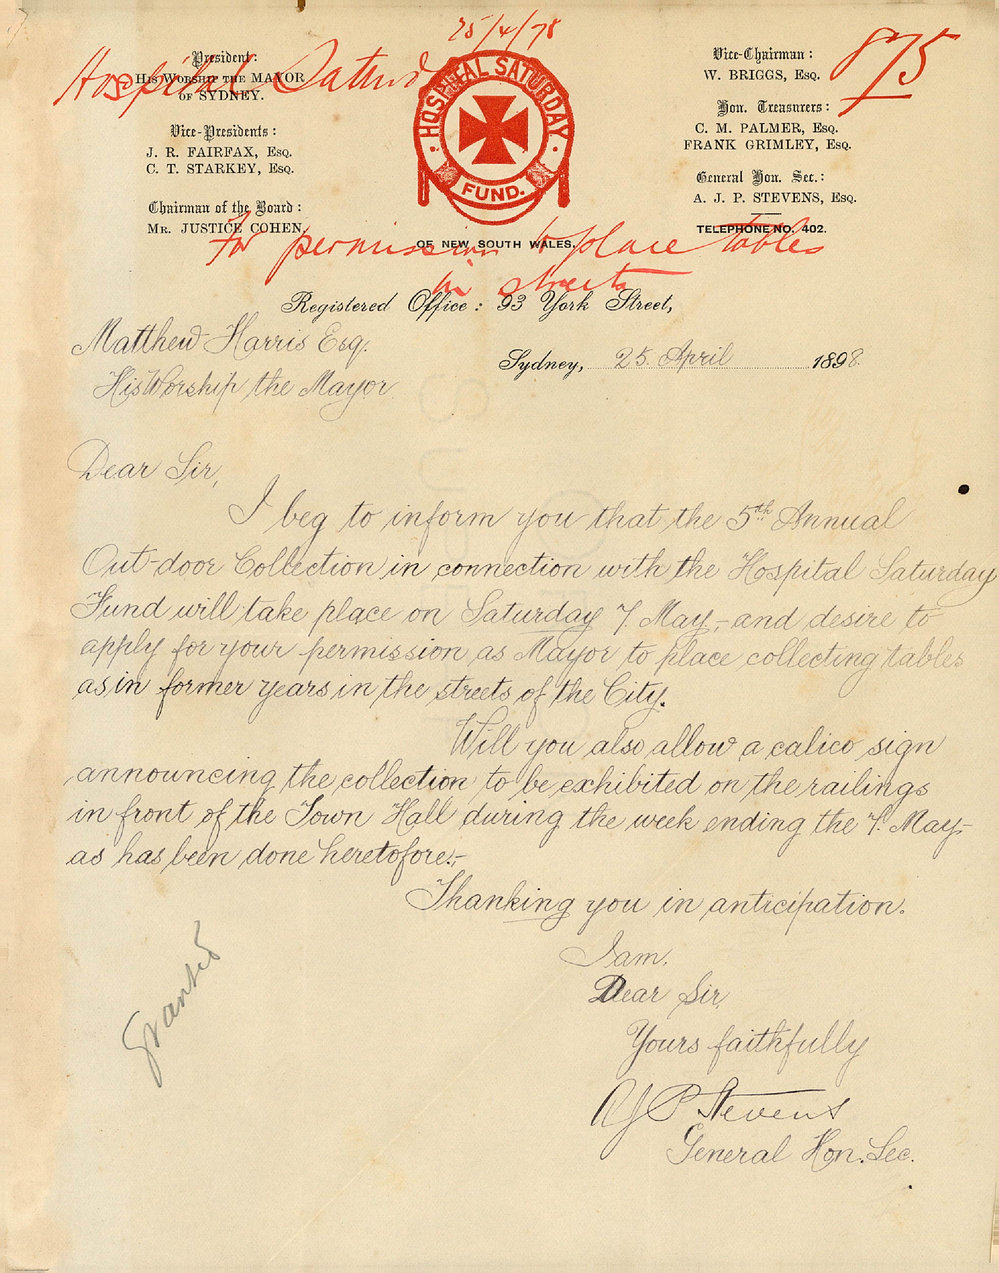 25/4/78
Hospital Saturd
875
President:
His Worship the MAYOR
OF SYDNEY.
Vice-Presidents:
J. R. FAIRFAX, Esq.
C. T. STARKEY, Esq.
Chairman of the Board:
Mr. JUSTICE COHEN.
HOSPITAL SATURDAY
FUND.
OF NEW SOUTH WALES.
Vice-Chairman:
W. BRIGGS, Esq.
Hon. Treasurers:
C. M. PALMER, Esq.
FRANK GRIMLEY, Esq.
General Hon. Sec.:
A. J. P. STEVENS, Esq.
TELEPHONE NO. 402.
For permission to place tables
in streets
Registered Office: 93 York Street,
Sydney, 25 April 1898.
Matthew Harris Esq.
His Worship the Mayor
Dear Sir,
I beg to inform you that the 5th Annual
Out-door Collection in connection with the Hospital Saturday
Fund will take place on Saturday 7 May,- and desire to
apply for your permission as Mayor to place collecting tables
as in former years in the streets of the City.
Will you also allow a calico sign
announcing the collection to be exhibited on the railings
in front of the Town Hall during the week ending the 7. May-
as has been done heretofore.-
Thanking you in anticipation.
I am.
Dear Sir,
Yours faithfully
A J P Stevens
General Hon. Sec.
Granted